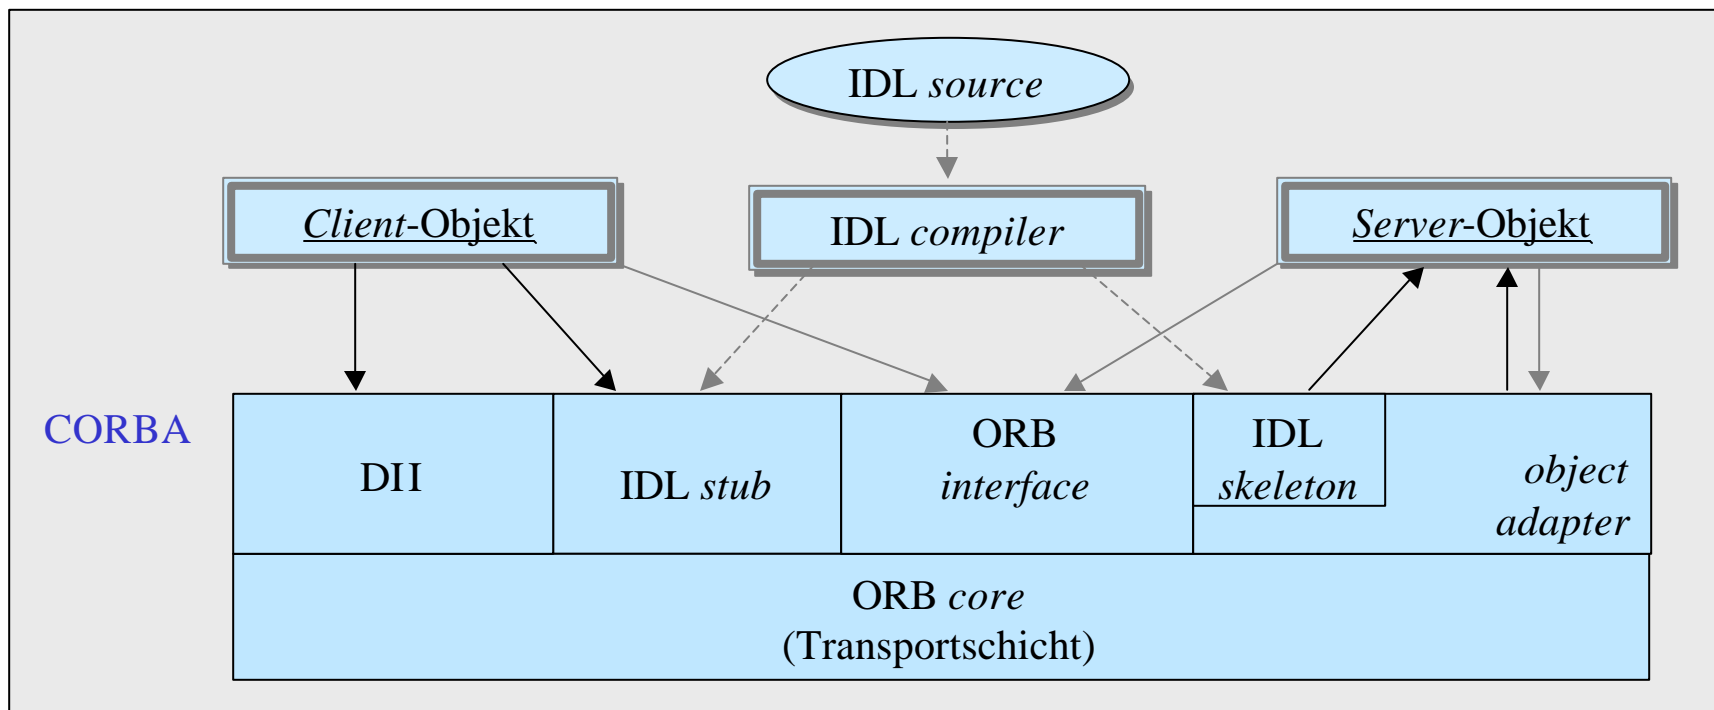 IDL source
Client-Objekt
IDL compiler
Server-Objekt
CORBA
DII
IDL stub
ORB
interface
IDL
skeleton
object
adapter
ORB core
(Transportschicht)